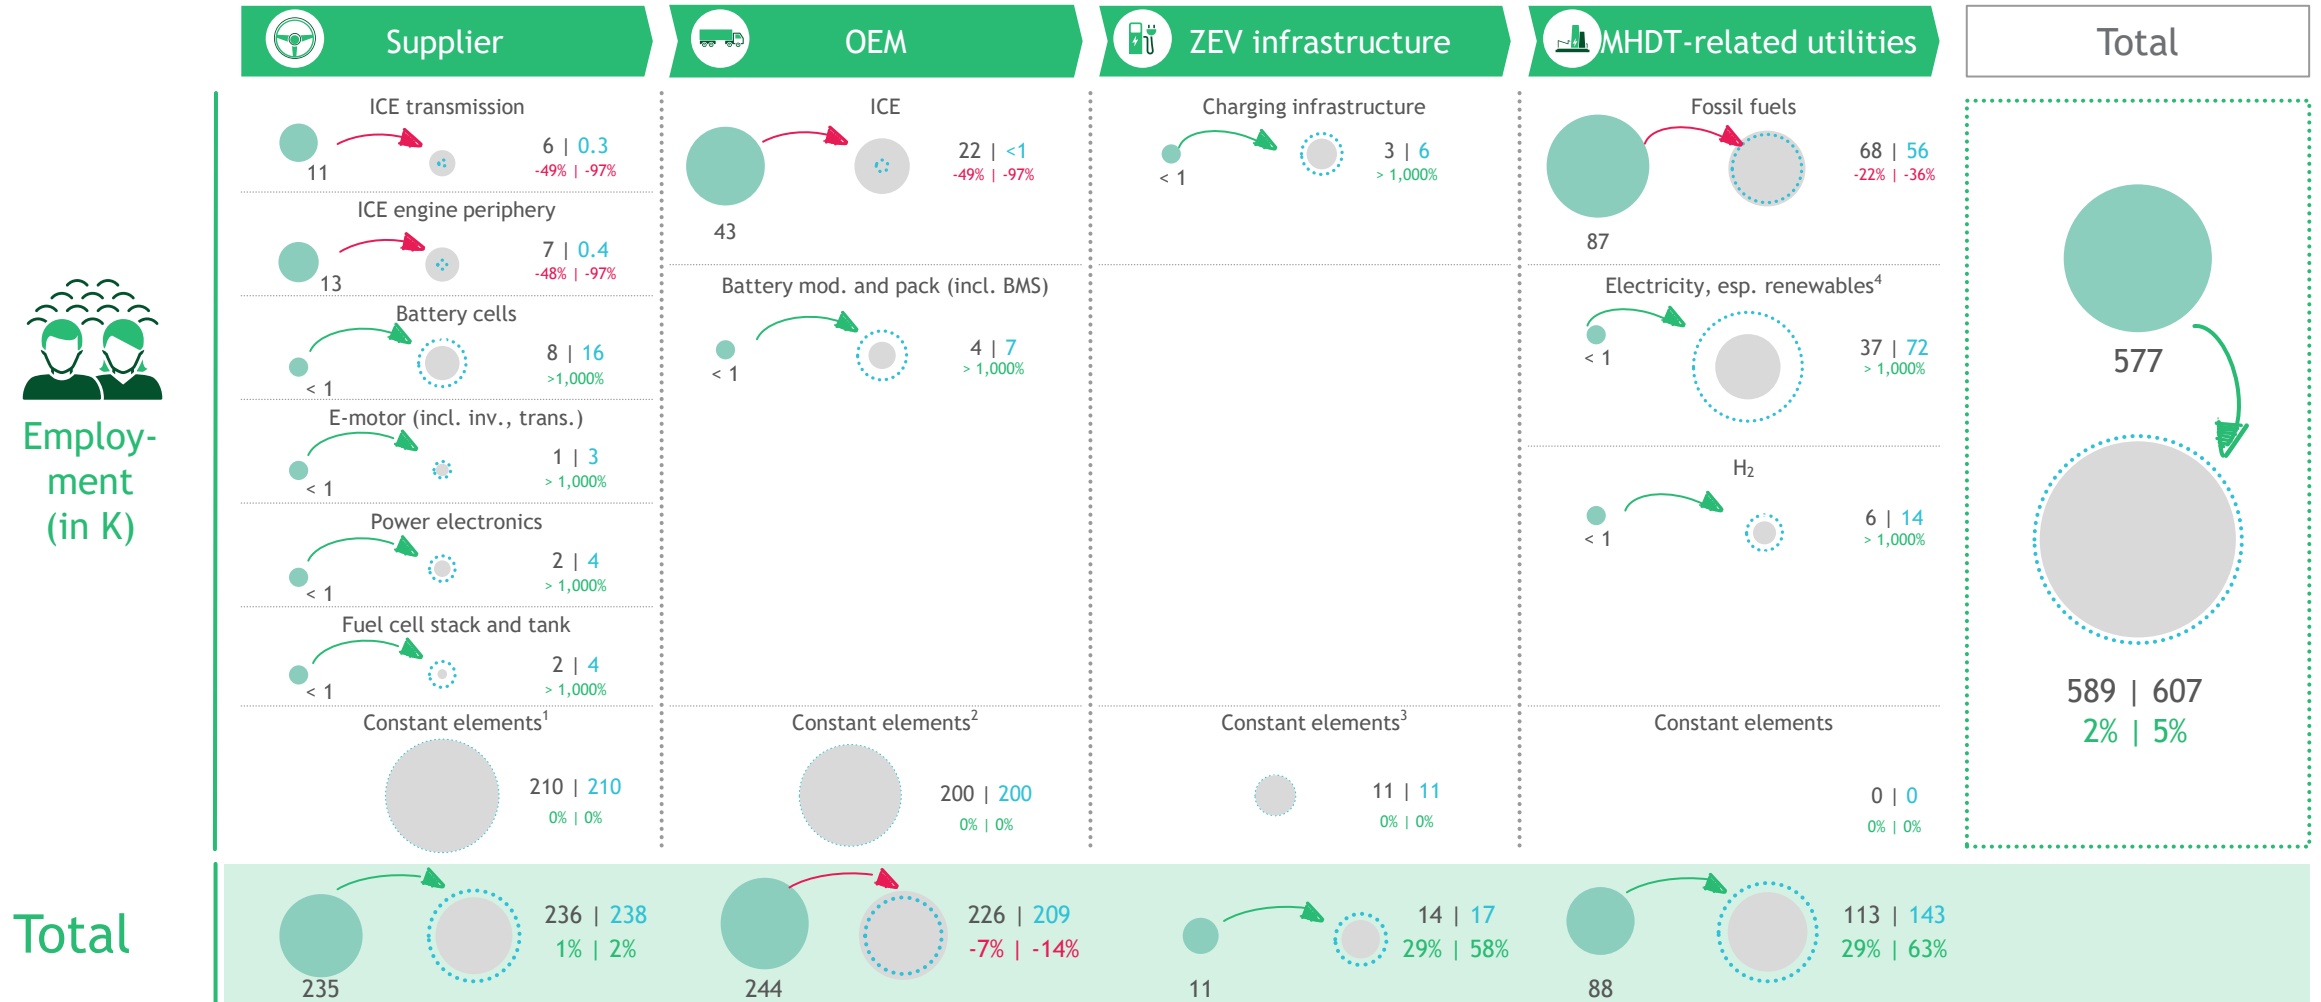 Supplier
OEM
ZEV infrastructure
MHDT-related utilities
Total
Employ-
ment
(in K)
ICE transmission
11
6 | 0.3
-49% | -97%
ICE engine periphery
13
7 | 0.4
-48% | -97%
Battery cells
< 1
8 | 16
>1,000%
E-motor (incl. inv., trans.)
< 1
1 | 3
> 1,000%
Power electronics
< 1
2 | 4
> 1,000%
Fuel cell stack and tank
< 1
2 | 4
> 1,000%
Constant elements1
210 | 210
0% | 0%
ICE
43
22 | <1
-49% | -97%
Battery mod. and pack (incl. BMS)
< 1
4 | 7
> 1,000%
Constant elements2
200 | 200
0% | 0%
Charging infrastructure
< 1
3 | 6
> 1,000%
Constant elements3
11 | 11
0% | 0%
Fossil fuels
87
68 | 56
-22% | -36%
Electricity, esp. renewables4
< 1
37 | 72
> 1,000%
H2
< 1
6 | 14
> 1,000%
Constant elements
0 | 0
0% | 0%
577
589 | 607
2% | 5%
Total
235
236 | 238
1% | 2%
244
226 | 209
-7% | -14%
11
14 | 17
29% | 58%
88
113 | 143
29% | 63%